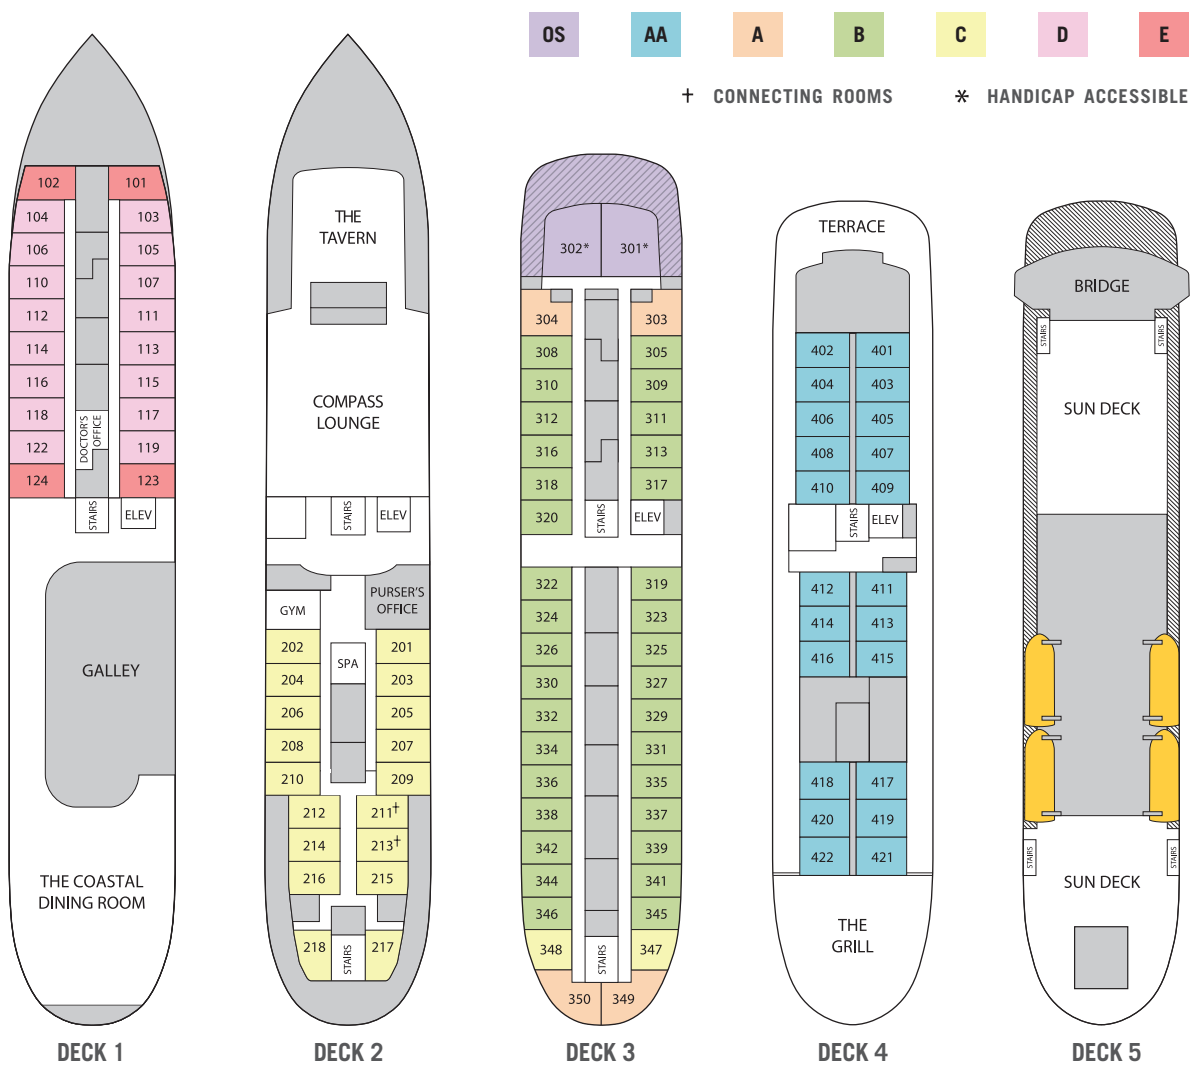 OS AA A B C D E
† CONNECTING ROOMS * HANDICAP ACCESSIBLE
102 101
104 103
106 105
110 107
112 111
114 113
116 115
118 117
122 119
124 123
DOCTOR'S
OFFICE
STAIRS
ELEV
GALLEY
THE COASTAL
DINING ROOM
DECK 1
THE
TAVERN
COMPASS
LOUNGE
STAIRS
ELEV
PURSER'S
OFFICE
GYM
SPA
202 201
204 203
206 205
208 207
210 209
212 211†
214 213†
216 215
218 217
STAIRS
DECK 2
302* 301*
304 303
308 305
310 309
312 311
316 313
318 317
320
STAIRS
ELEV
322 319
324 323
326 325
330 327
332 329
334 331
336 335
338 337
342 339
344 341
346 345
348 347
STAIRS
350 349
DECK 3
TERRACE
402 401
404 403
406 405
408 407
410 409
STAIRS
ELEV
412 411
414 413
416 415
418 417
420 419
422 421
THE
GRILL
DECK 4
BRIDGE
STAIRS
STAIRS
SUN DECK
STAIRS
STAIRS
SUN DECK
DECK 5